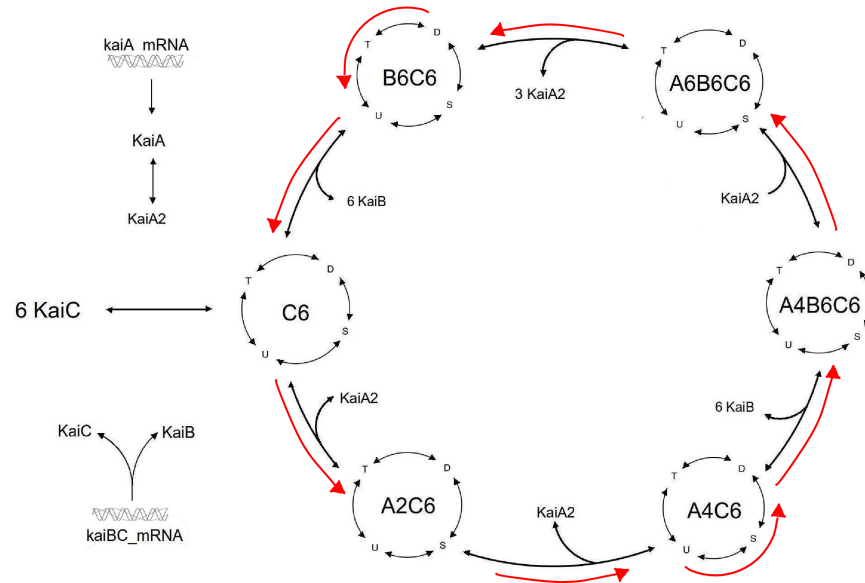 kaiA_mRNA
KaiA
KaiA2
6 KaiC
KaiC
KaiB
kaiBC_mRNA
T
D
B6C6
U
S
3 KaiA2
T
D
A6B6C6
U
S
6 KaiB
KaiA2
T
D
C6
U
S
T
D
A4B6C6
U
S
KaiA2
6 KaiB
T
D
A2C6
U
S
KaiA2
T
D
A4C6
U
S